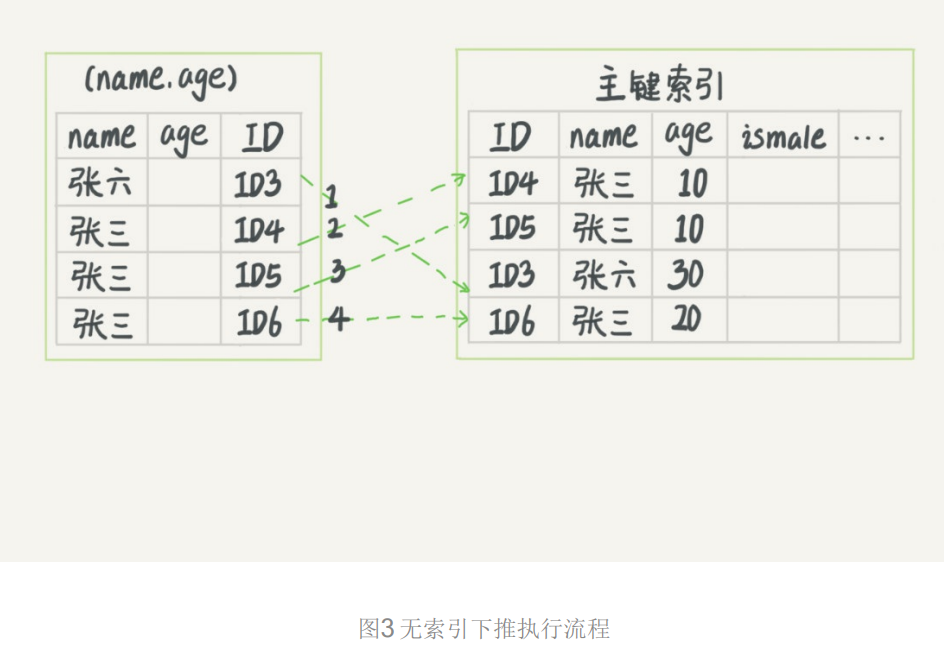 (name.age)
name age ID
张六 ID3
张三 ID4
张三 ID5
张三 ID6
1
2
3
4
主键索引
ID name age ismale ...
ID4 张三 10
ID5 张三 10
ID3 张六 30
ID6 张三 20
图3 无索引下推执行流程